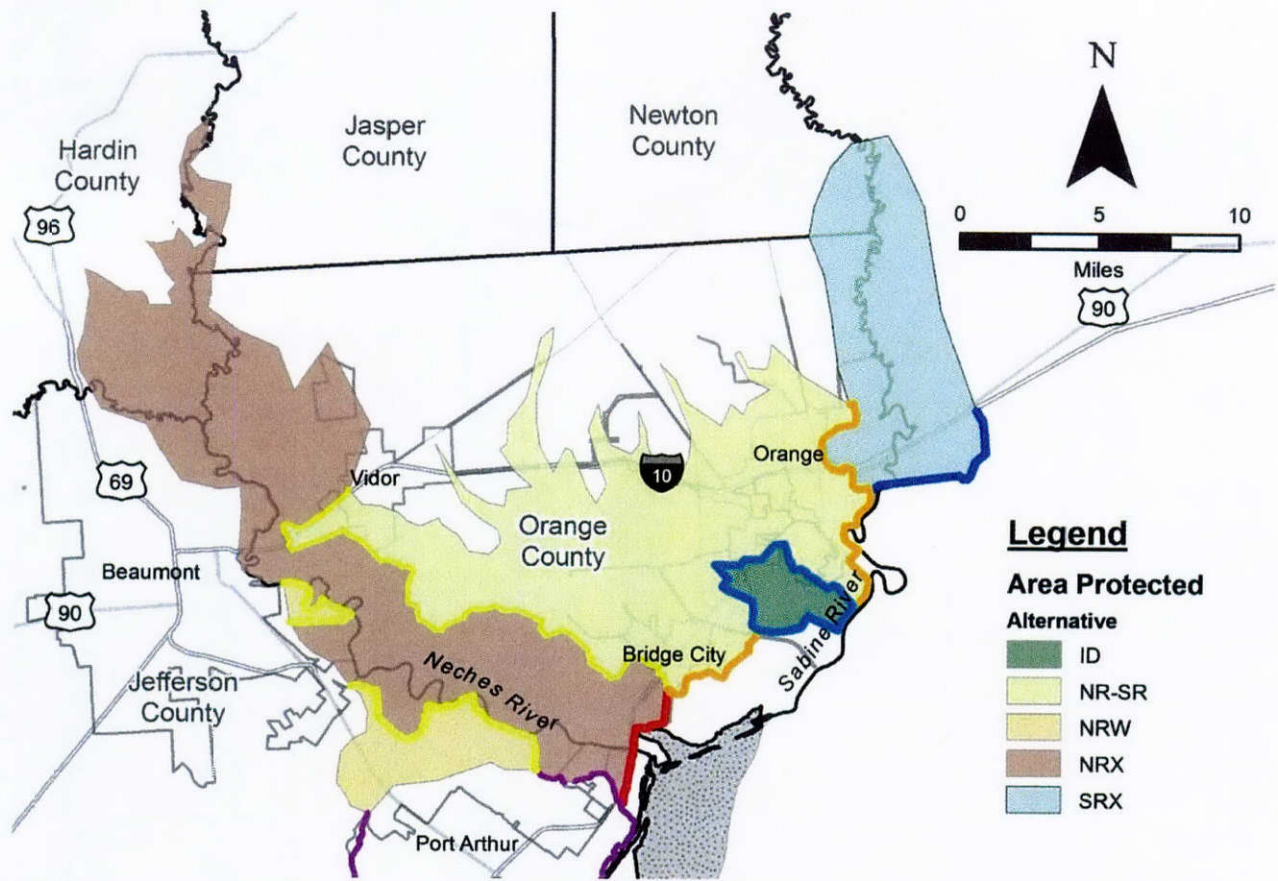 N
Jasper
County
Newton
County
Hardin
County
96
0 5 10
Miles
90
Vidor
10
Orange
69
Orange
County
Beaumont
90
Bridge City
Sabine River
Neches River
Jefferson
County
Port Arthur
Legend
Area Protected
Alternative
ID
NR-SR
NRW
NRX
SRX